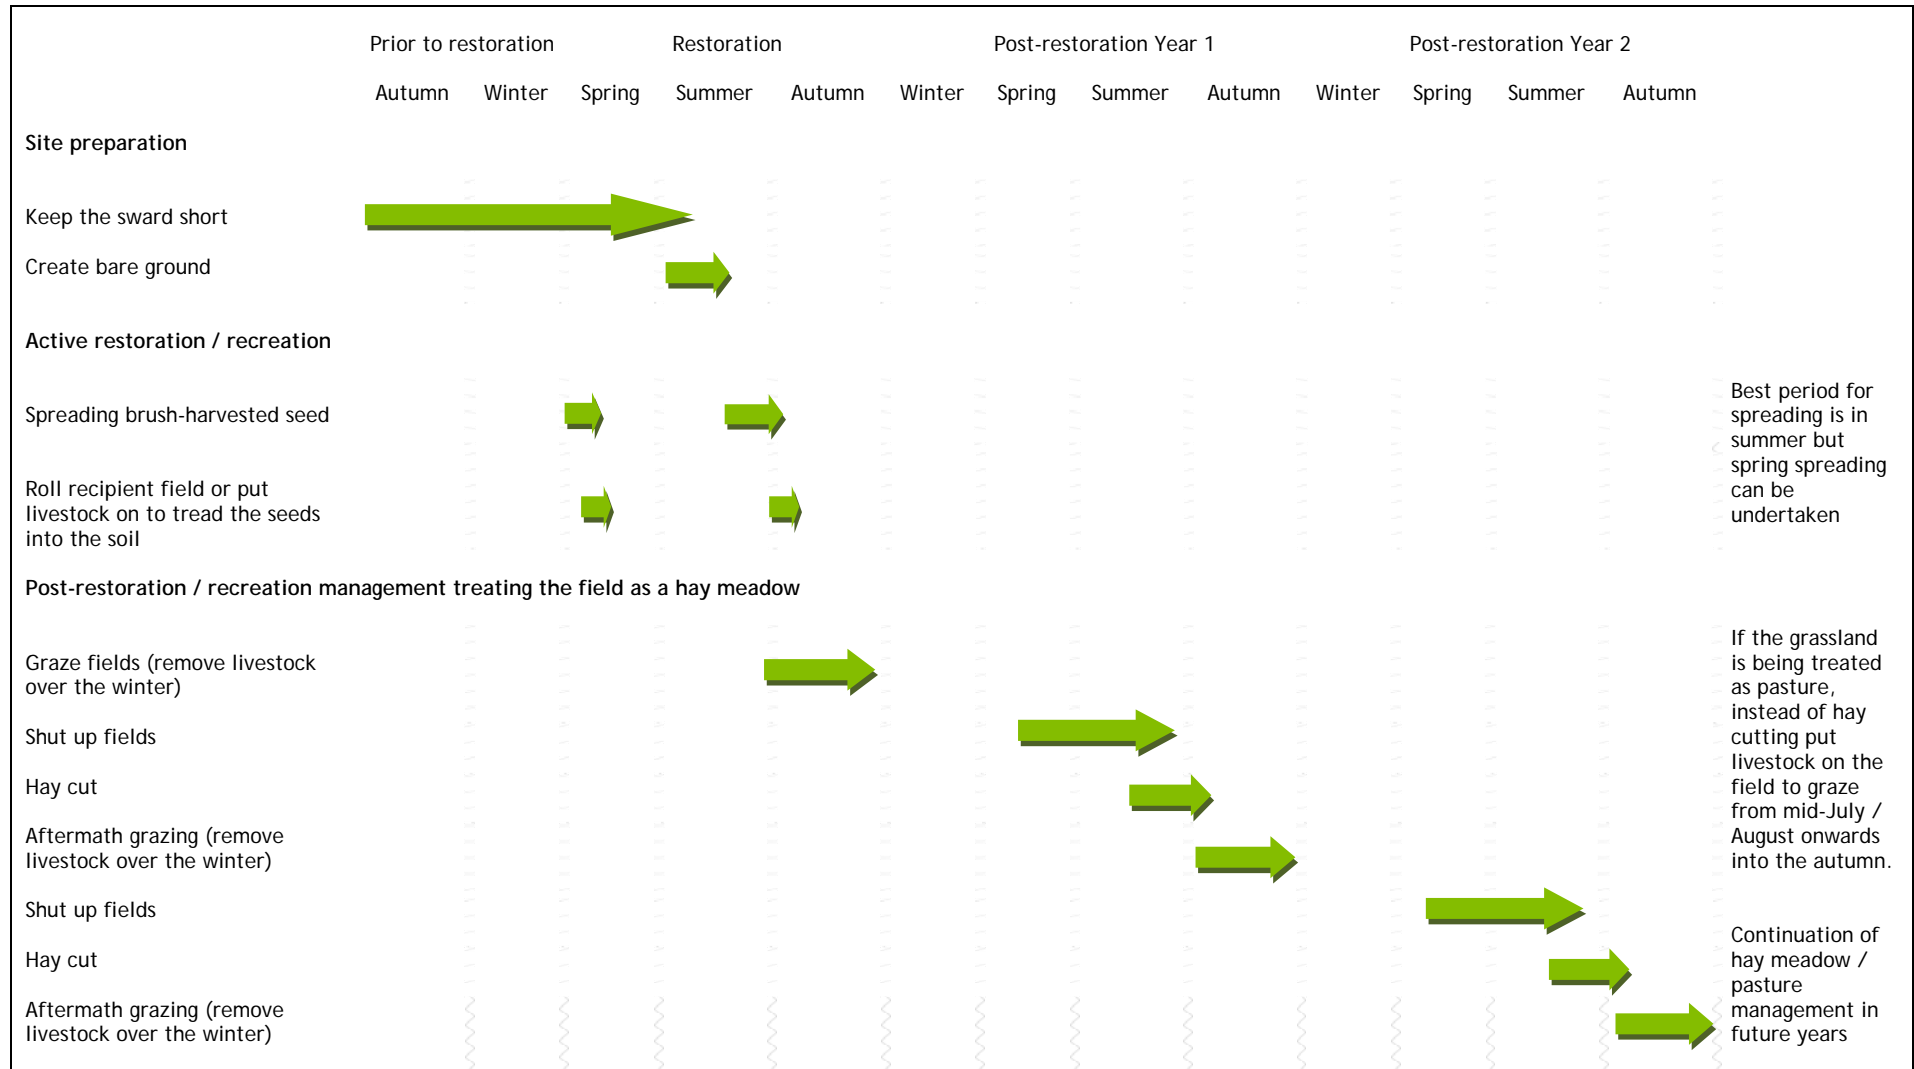 Prior to restoration Restoration Post-restoration Year 1 Post-restoration Year 2
Autumn Winter Spring Summer Autumn Winter Spring Summer Autumn Winter Spring Summer Autumn
Site preparation
Keep the sward short
Create bare ground
Active restoration / recreation
Spreading brush-harvested seed
Roll recipient field or put
livestock on to tread the seeds
into the soil
Best period for
spreading is in
summer but
spring spreading
can be
undertaken
Post-restoration / recreation management treating the field as a hay meadow
Graze fields (remove livestock
over the winter)
Shut up fields
Hay cut
Aftermath grazing (remove
livestock over the winter)
If the grassland
is being treated
as pasture,
instead of hay
cutting put
livestock on the
field to graze
from mid-July /
August onwards
into the autumn.
Shut up fields
Hay cut
Aftermath grazing (remove
livestock over the winter)
Continuation of
hay meadow /
pasture
management in
future years